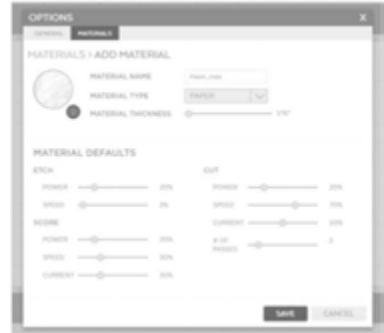 OPTIONS X
GENERAL MATERIALS
MATERIALS > ADD MATERIAL
MATERIAL NAME
MATERIAL TYPE PAPER
MATERIAL THICKNESS
MATERIAL DEFAULTS
ETCH
POWER 20%
SPEED 2%
SCORE
POWER 20%
SPEED 30%
CURRENT 30%
CUT
POWER 20%
SPEED 70%
CURRENT 50%
# OF PASSES 2
SAVE CANCEL